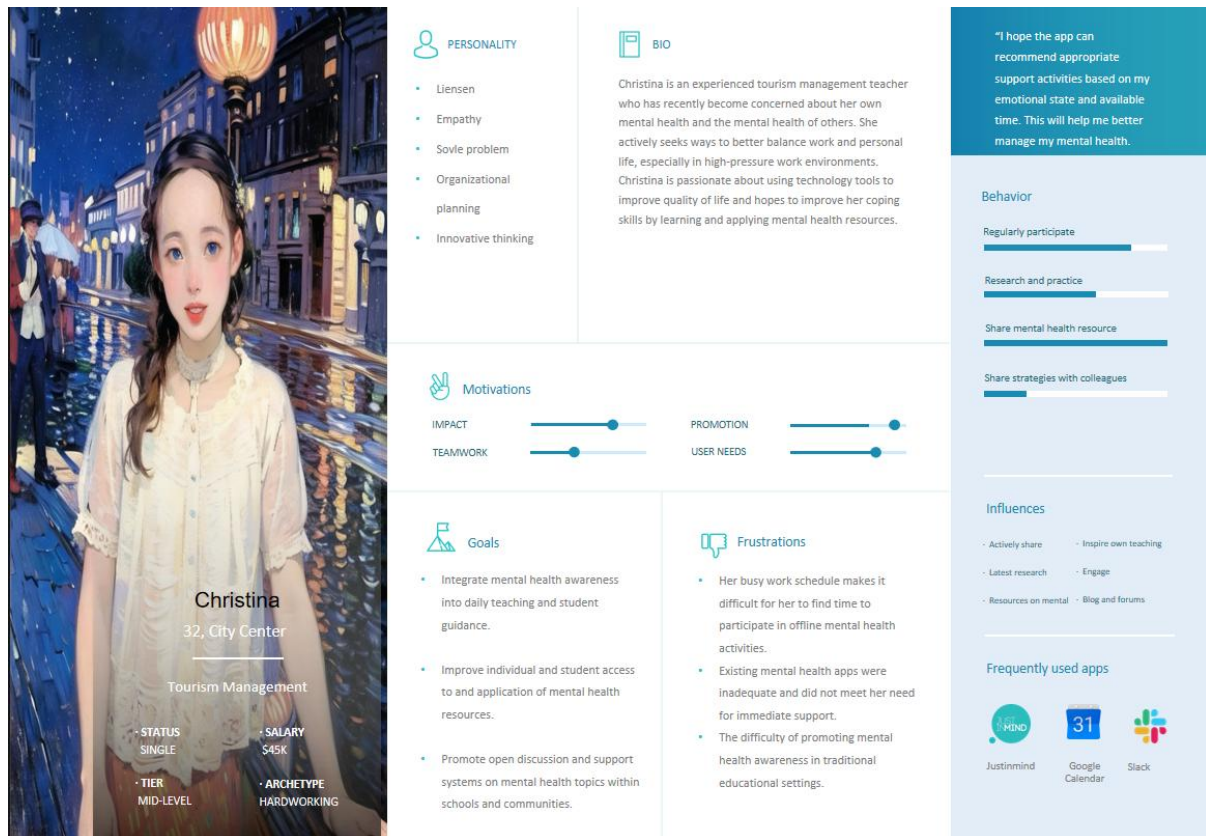 Christina
32, City Center
Tourism Management
· STATUS
SINGLE
· SALARY
$45K
· TIER
MID-LEVEL
· ARCHETYPE
HARDWORKING
PERSONALITY
• Liensen
• Empathy
• Sovle problem
• Organizational
planning
• Innovative thinking
BIO
Christina is an experienced tourism management teacher
who has recently become concerned about her own
mental health and the mental health of others. She
actively seeks ways to better balance work and personal
life, especially in high-pressure work environments.
Christina is passionate about using technology tools to
improve quality of life and hopes to improve her coping
skills by learning and applying mental health resources.
Motivations
IMPACT
TEAMWORK
PROMOTION
USER NEEDS
Goals
• Integrate mental health awareness
into daily teaching and student
guidance.
• Improve individual and student access
to and application of mental health
resources.
• Promote open discussion and support
systems on mental health topics within
schools and communities.
Frustrations
• Her busy work schedule makes it
difficult for her to find time to
participate in offline mental health
activities.
• Existing mental health apps were
inadequate and did not meet her need
for immediate support.
• The difficulty of promoting mental
health awareness in traditional
educational settings.
“I hope the app can
recommend appropriate
support activities based on my
emotional state and available
time. This will help me better
manage my mental health.
Behavior
Regularly participate
Research and practice
Share mental health resource
Share strategies with colleagues
Influences
· Actively share
· Inspire own teaching
· Latest research
· Engage
· Resources on mental
· Blog and forums
Frequently used apps
JUST
INMIND
31
Justinmind
Google
Calendar
Slack